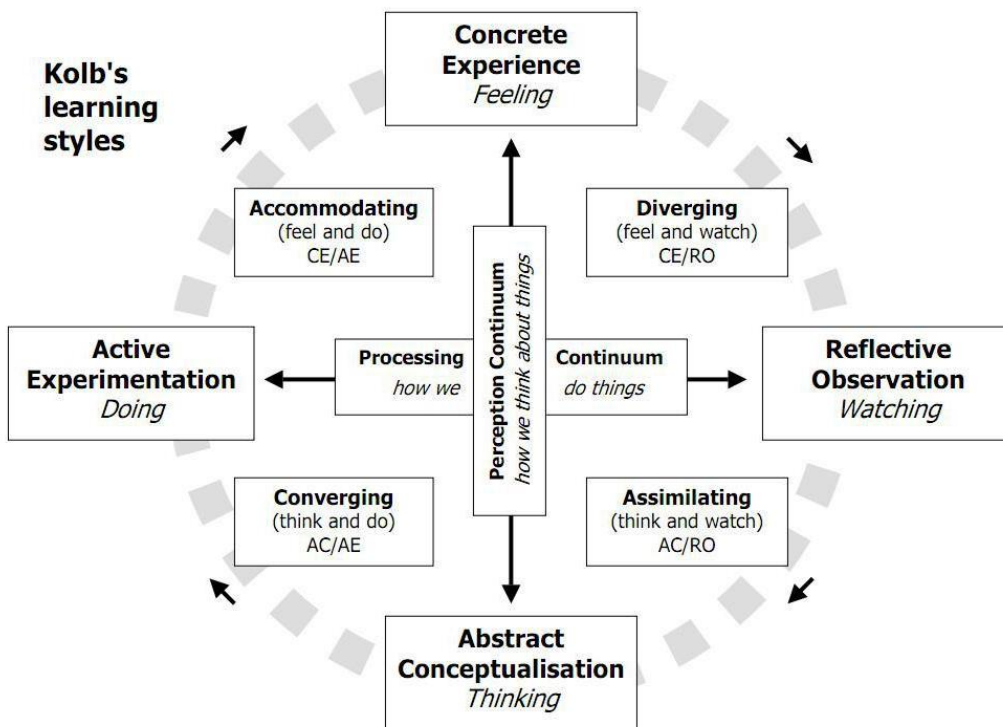 Kolb's
learning
styles
Concrete
Experience
Feeling
Accommodating
(feel and do)
CE/AE
Diverging
(feel and watch)
CE/RO
Active
Experimentation
Doing
Processing
how we
Perception Continuum
how we think about things
Continuum
do things
Reflective
Observation
Watching
Converging
(think and do)
AC/AE
Assimilating
(think and watch)
AC/RO
Abstract
Conceptualisation
Thinking